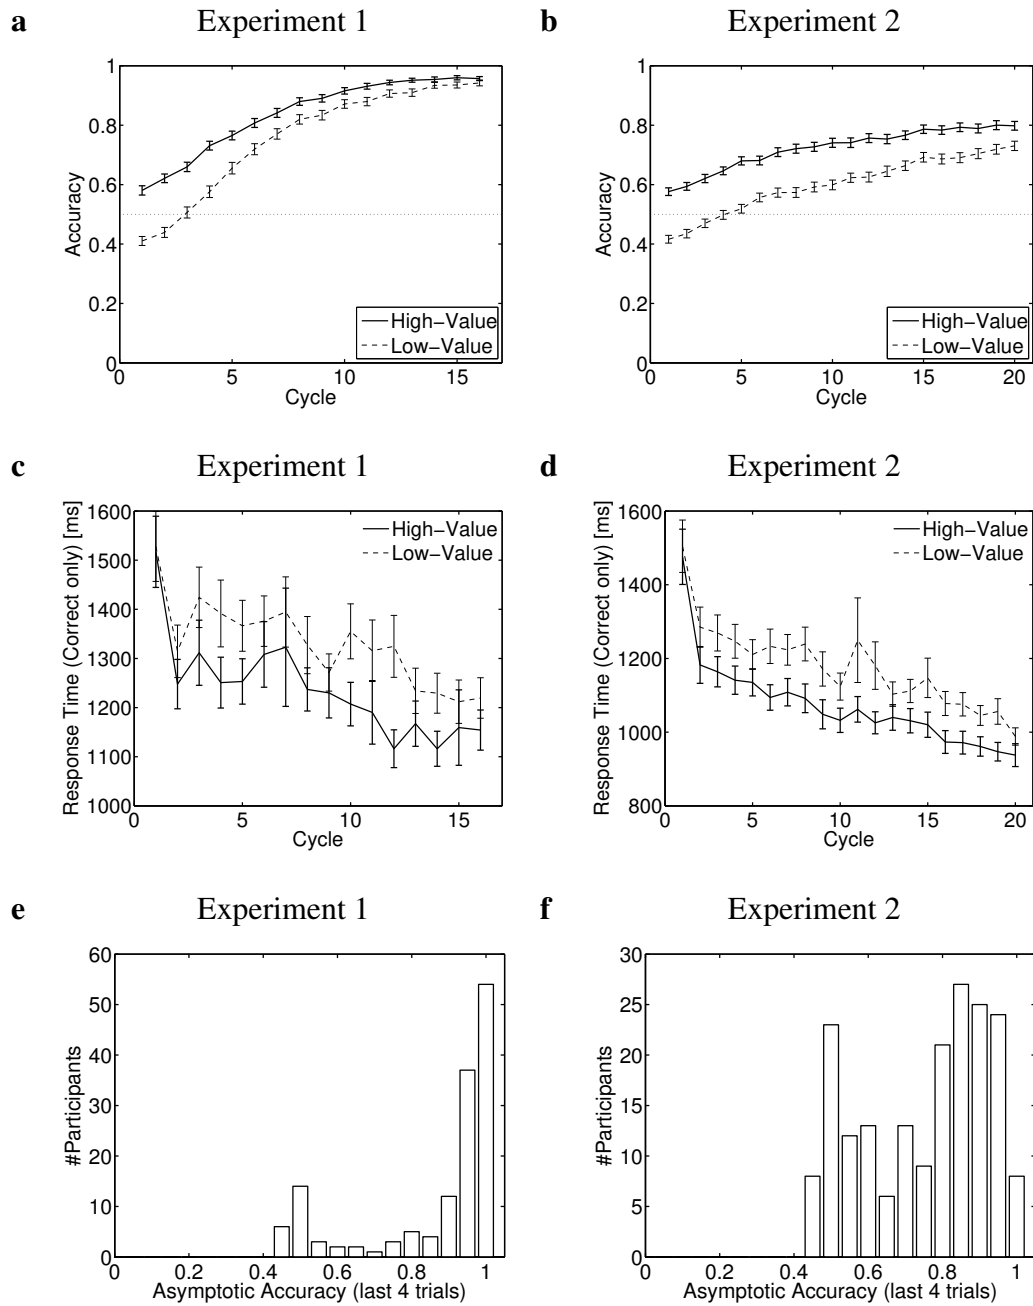 a Experiment 1
1
0.8
0.6
0.4
0.2
0
Accuracy
High−Value
Low−Value
0 5 10 15
Cycle
b Experiment 2
1
0.8
0.6
0.4
0.2
0
Accuracy
High−Value
Low−Value
0 5 10 15 20
Cycle
c Experiment 1
1600
1500
1400
1300
1200
1100
1000
Response Time (Correct only) [ms]
High−Value
Low−Value
0 5 10 15
Cycle
d Experiment 2
1600
1400
1200
1000
800
Response Time (Correct only) [ms]
High−Value
Low−Value
0 5 10 15 20
Cycle
e Experiment 1
60
50
40
30
20
10
0
#Participants
0 0.2 0.4 0.6 0.8 1
Asymptotic Accuracy (last 4 trials)
f Experiment 2
30
25
20
15
10
5
0
#Participants
0 0.2 0.4 0.6 0.8 1
Asymptotic Accuracy (last 4 trials)